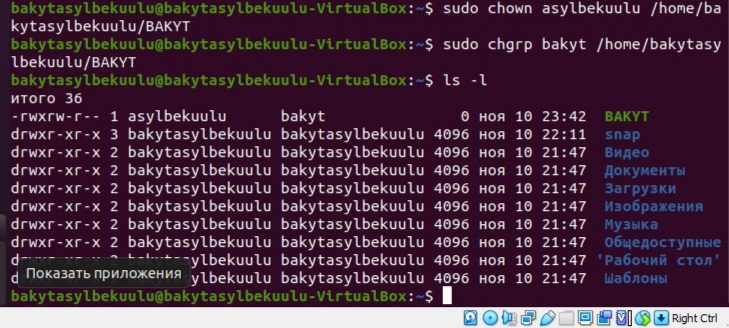 bakytasylbekuulu@bakytasylbekuulu-VirtualBox:~$ sudo chown asylbekuulu /home/ba
kytasylbekuulu/BAKYT
bakytasylbekuulu@bakytasylbekuulu-VirtualBox:~$ sudo chgrp bakyt /home/bakytasy
lbekuulu/BAKYT
bakytasylbekuulu@bakytasylbekuulu-VirtualBox:~$ ls -l
итого 36
-rwxrw-r-- 1 asylbekuulu bakyt 0 ноя 10 23:42 BAKYT
drwxr-xr-x 3 bakytasylbekuulu bakytasylbekuulu 4096 ноя 10 22:11 snap
drwxr-xr-x 2 bakytasylbekuulu bakytasylbekuulu 4096 ноя 10 21:47 Видео
drwxr-xr-x 2 bakytasylbekuulu bakytasylbekuulu 4096 ноя 10 21:47 Документы
drwxr-xr-x 2 bakytasylbekuulu bakytasylbekuulu 4096 ноя 10 21:47 Загрузки
drwxr-xr-x 2 bakytasylbekuulu bakytasylbekuulu 4096 ноя 10 21:47 Изображения
drwxr-xr-x 2 bakytasylbekuulu bakytasylbekuulu 4096 ноя 10 21:47 Музыка
drwxr-xr-x 2 bakytasylbekuulu bakytasylbekuulu 4096 ноя 10 21:47 Общедоступные
bakytasylbekuulu 4096 ноя 10 21:47 'Рабочий стол'
Показать приложения
bakytasylbekuulu 4096 ноя 10 21:47 Шаблоны
bakytasylbekuulu@bakytasylbekuulu-VirtualBox:~$
Right Ctrl